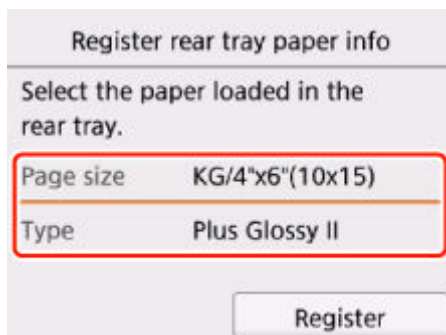 Register rear tray paper info
Select the paper loaded in the
rear tray.
Page size KG/4"x6"(10x15)
Type Plus Glossy II
Register